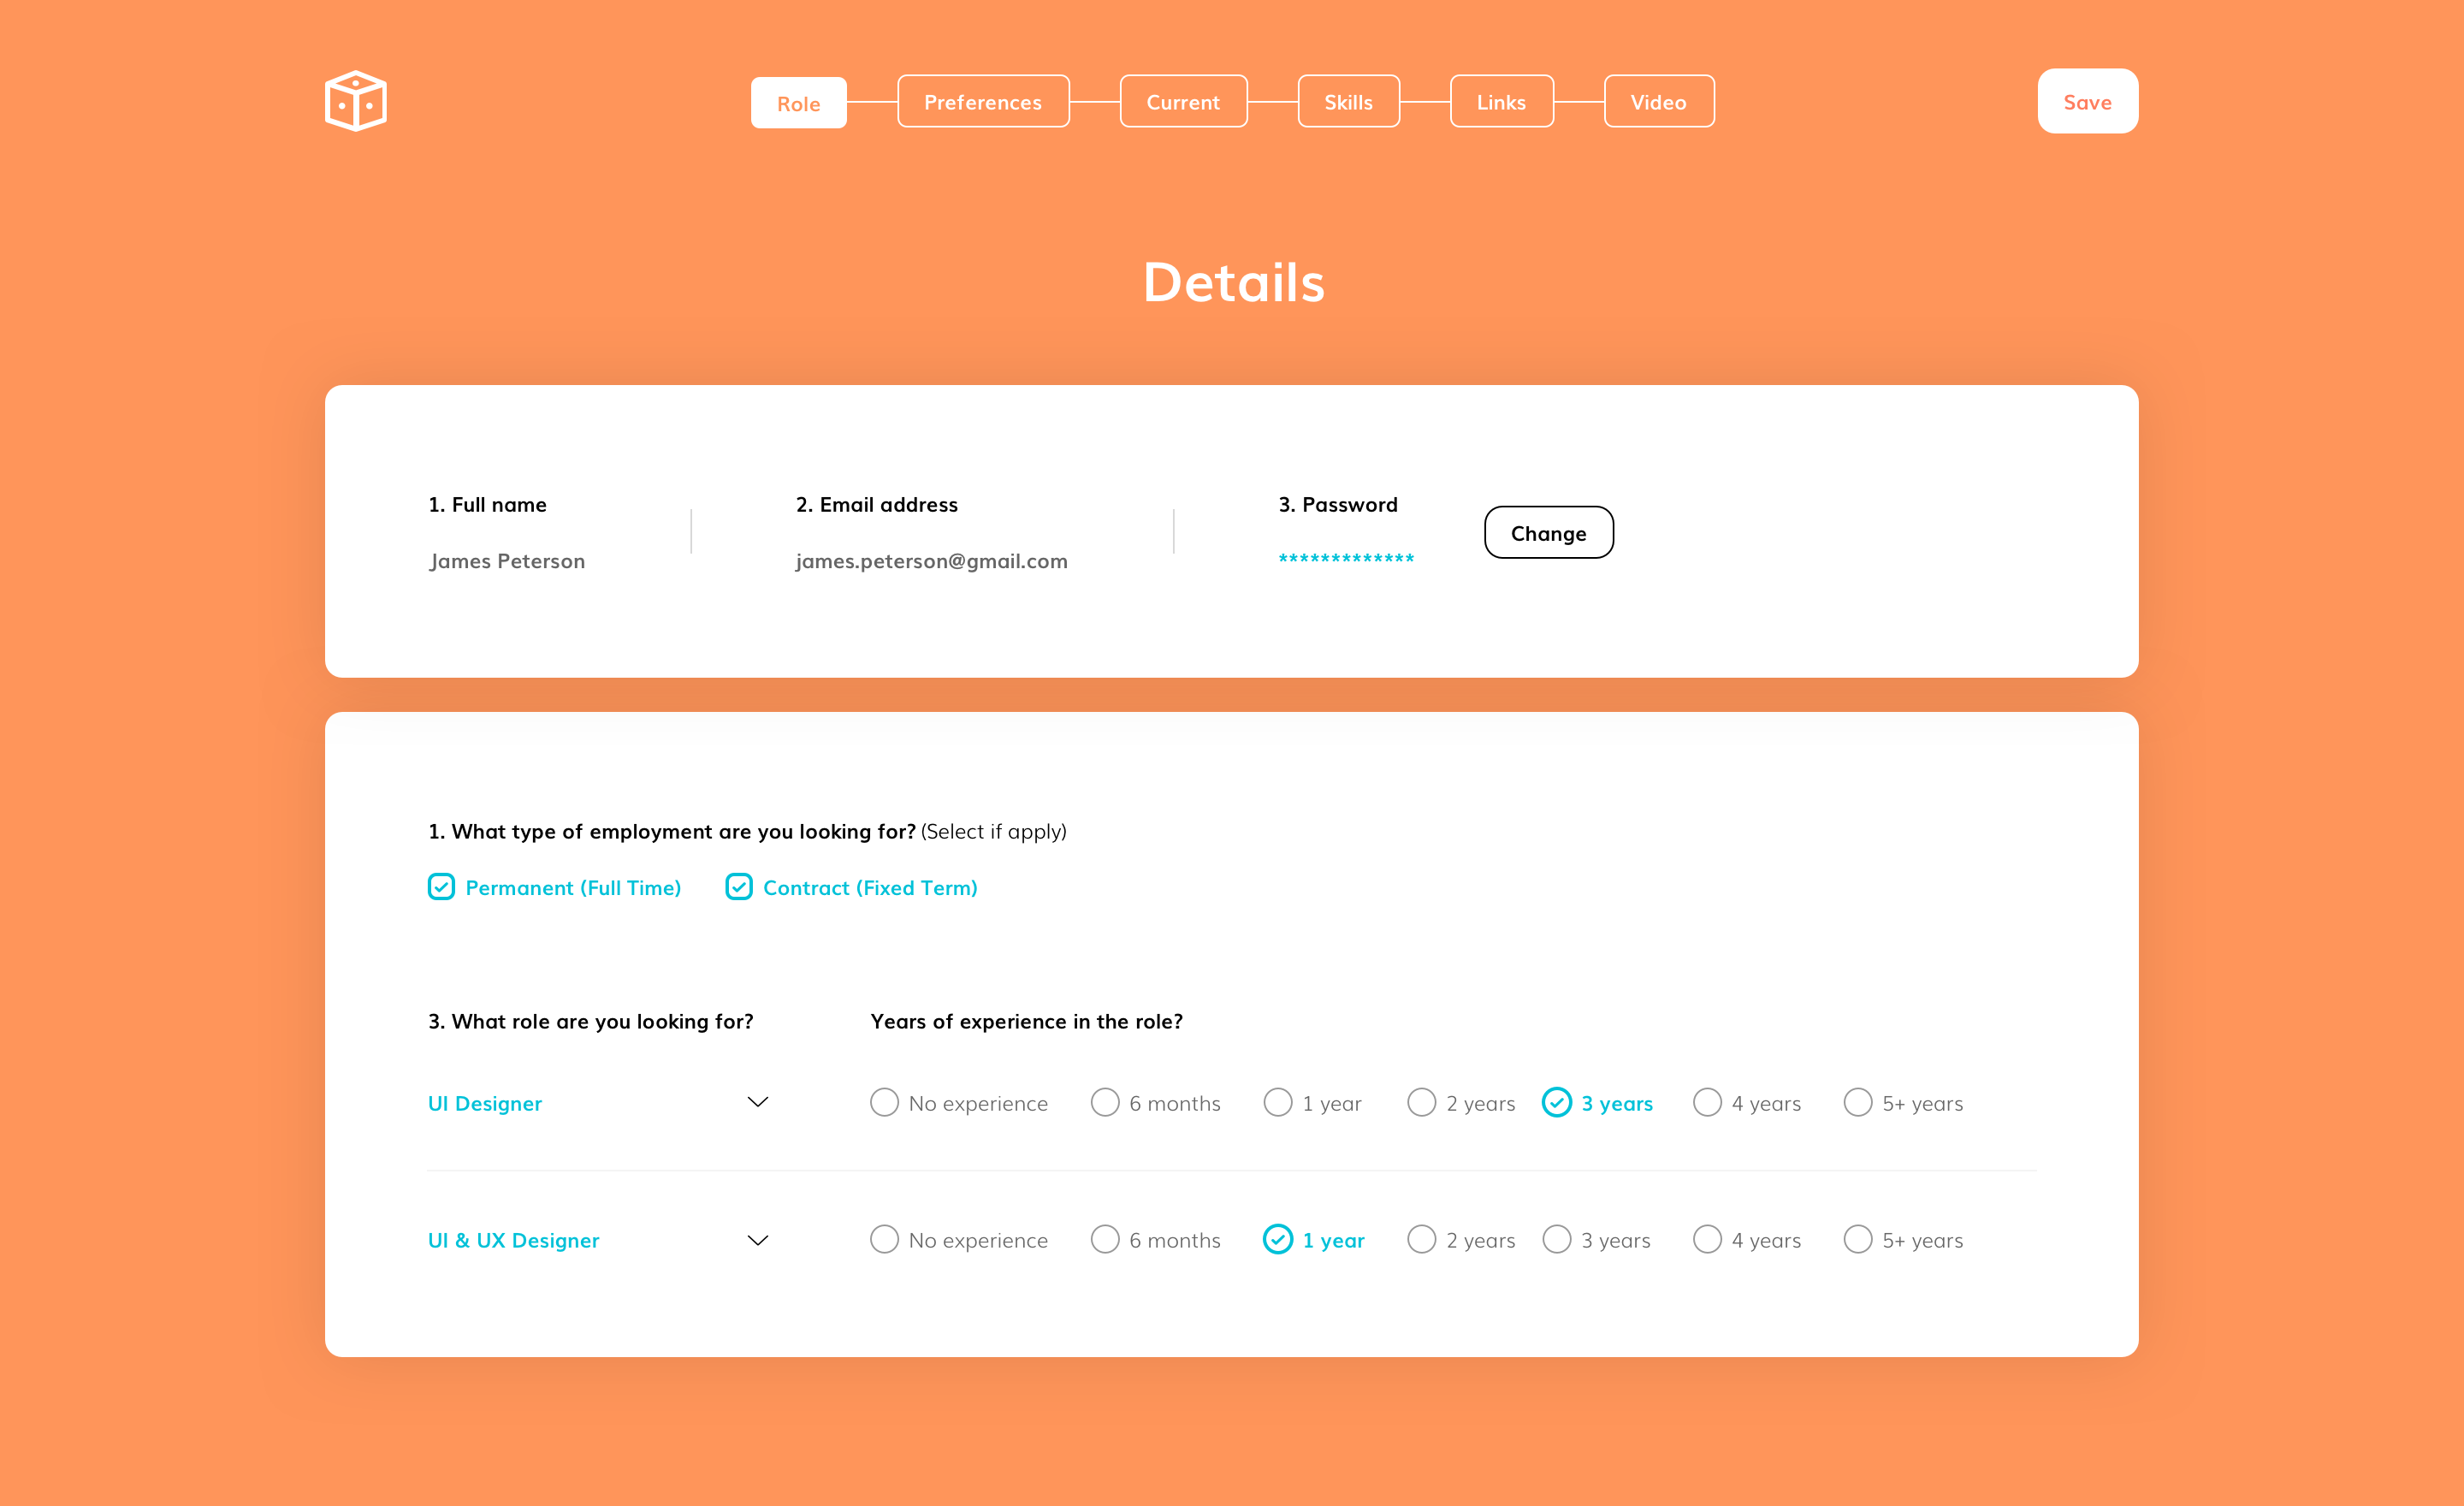 Role Preferences Current Skills Links Video Save
Details
1. Full name 2. Email address 3. Password Change
James Peterson james.peterson@gmail.com *************
1. What type of employment are you looking for? (Select if apply)
Permanent (Full Time) Contract (Fixed Term)
3. What role are you looking for? Years of experience in the role?
UI Designer No experience 6 months 1 year 2 years 3 years 4 years 5+ years
UI & UX Designer No experience 6 months 1 year 2 years 3 years 4 years 5+ years